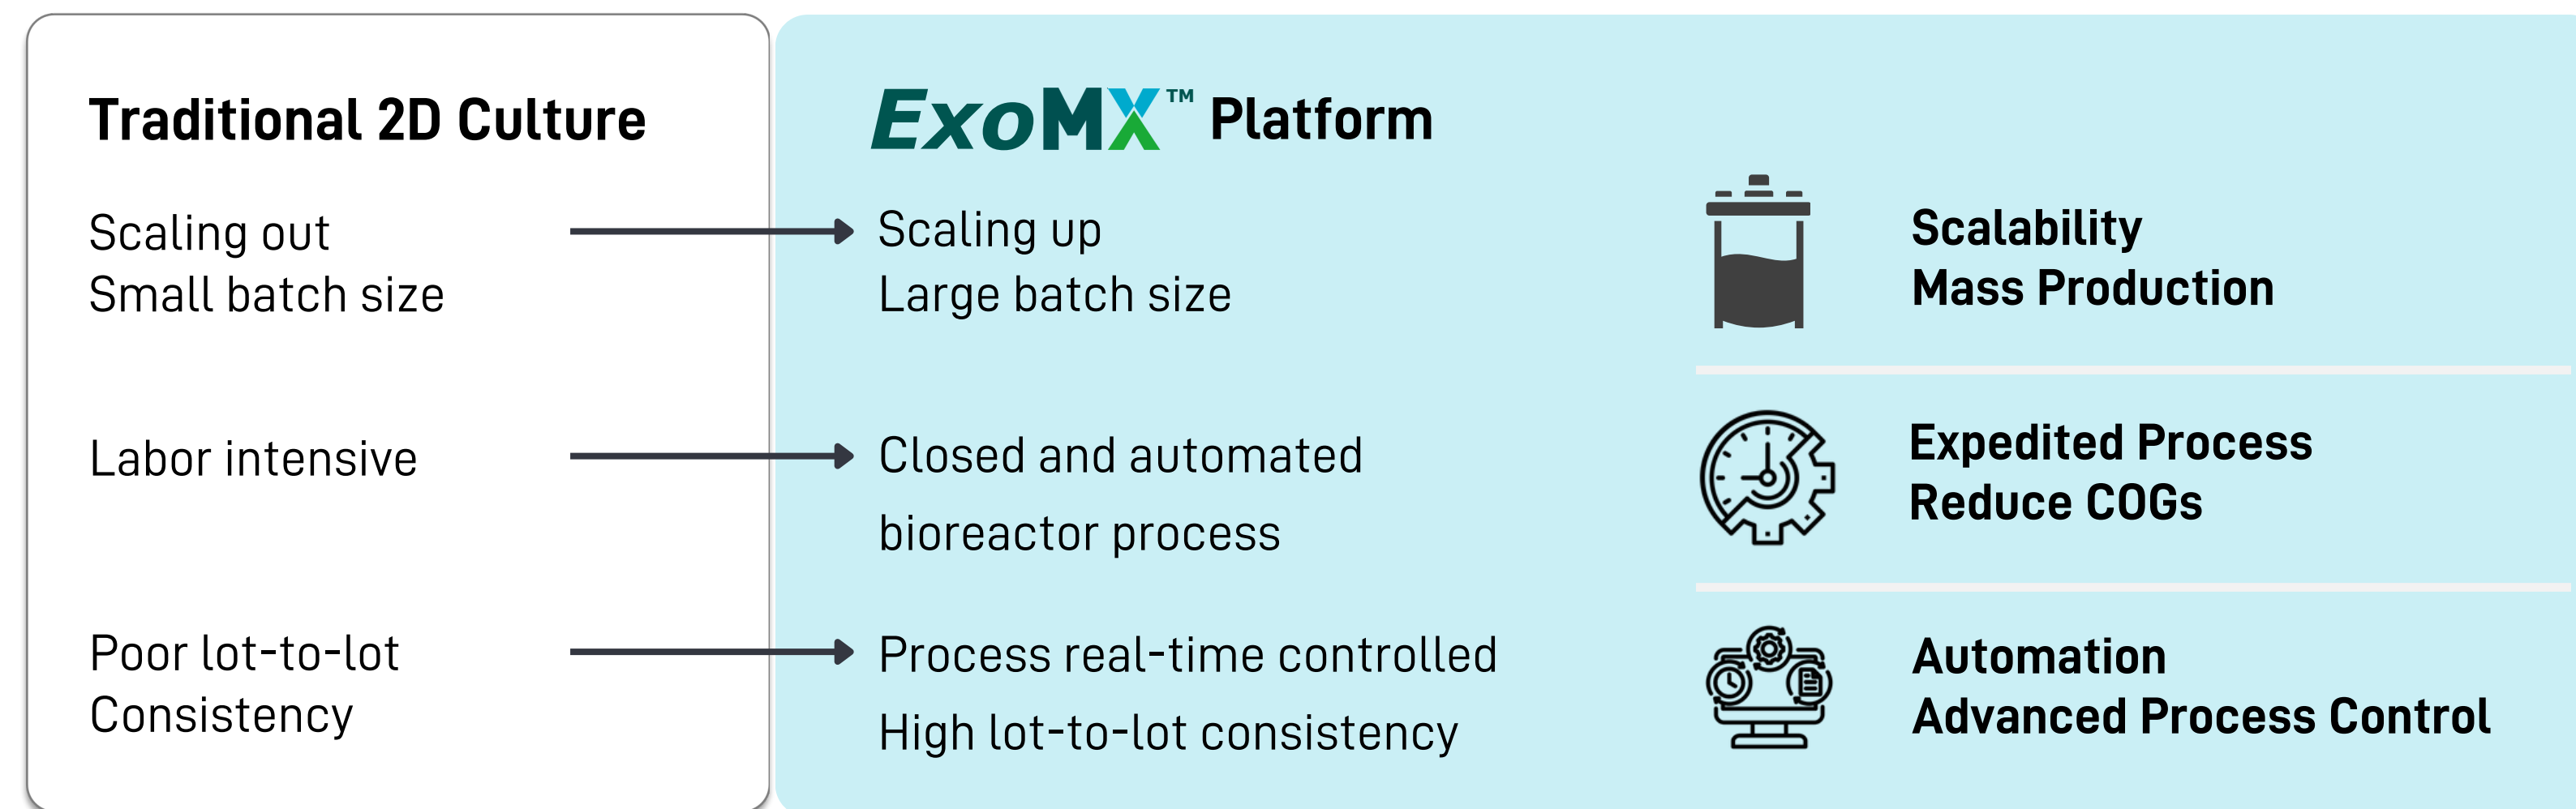 Traditional 2D Culture
Scaling out
Small batch size
Labor intensive
Poor lot-to-lot
Consistency
ExoMX™ Platform
Scaling up
Large batch size
Closed and automated
bioreactor process
Process real-time controlled
High lot-to-lot consistency
Scalability
Mass Production
Expedited Process
Reduce COGs
Automation
Advanced Process Control